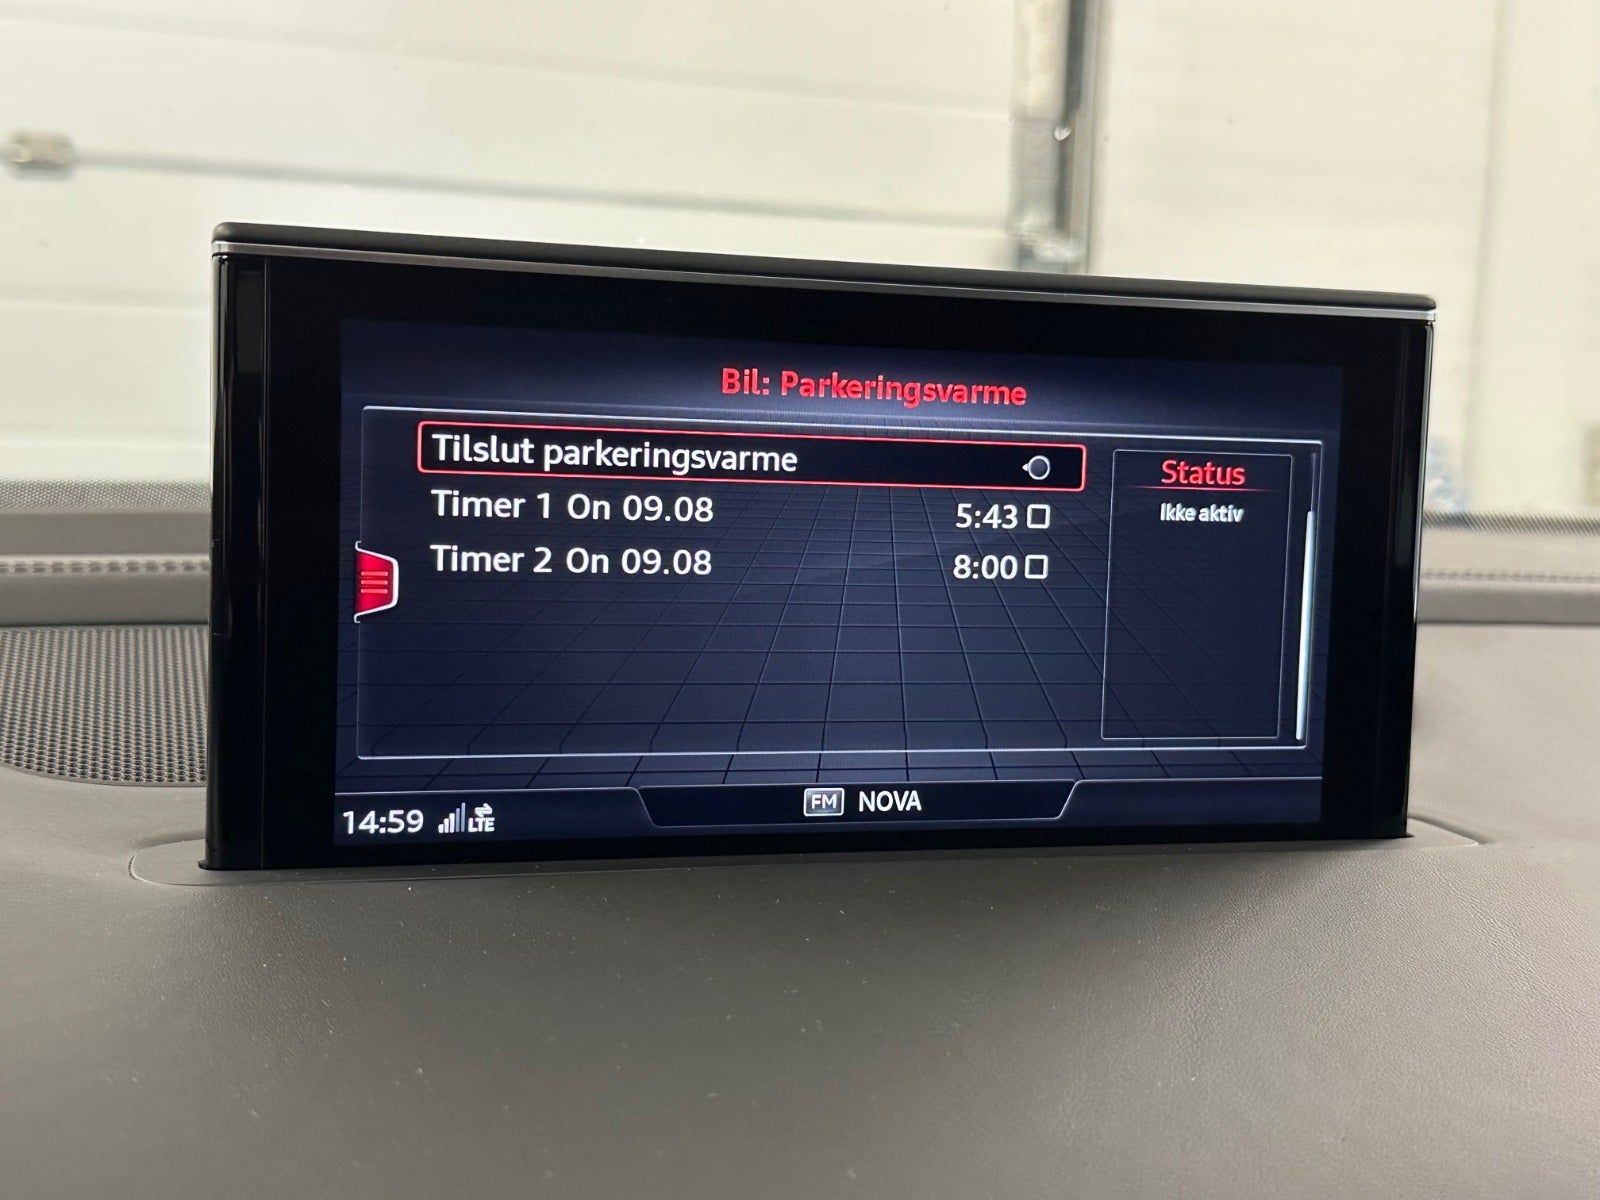 Bil: Parkeringsvarme
Tilslut parkeringsvarme
Timer 1 On 09.08 5:43
Timer 2 On 09.08 8:00
Status
Ikke aktiv
14:59 LTE
FM NOVA